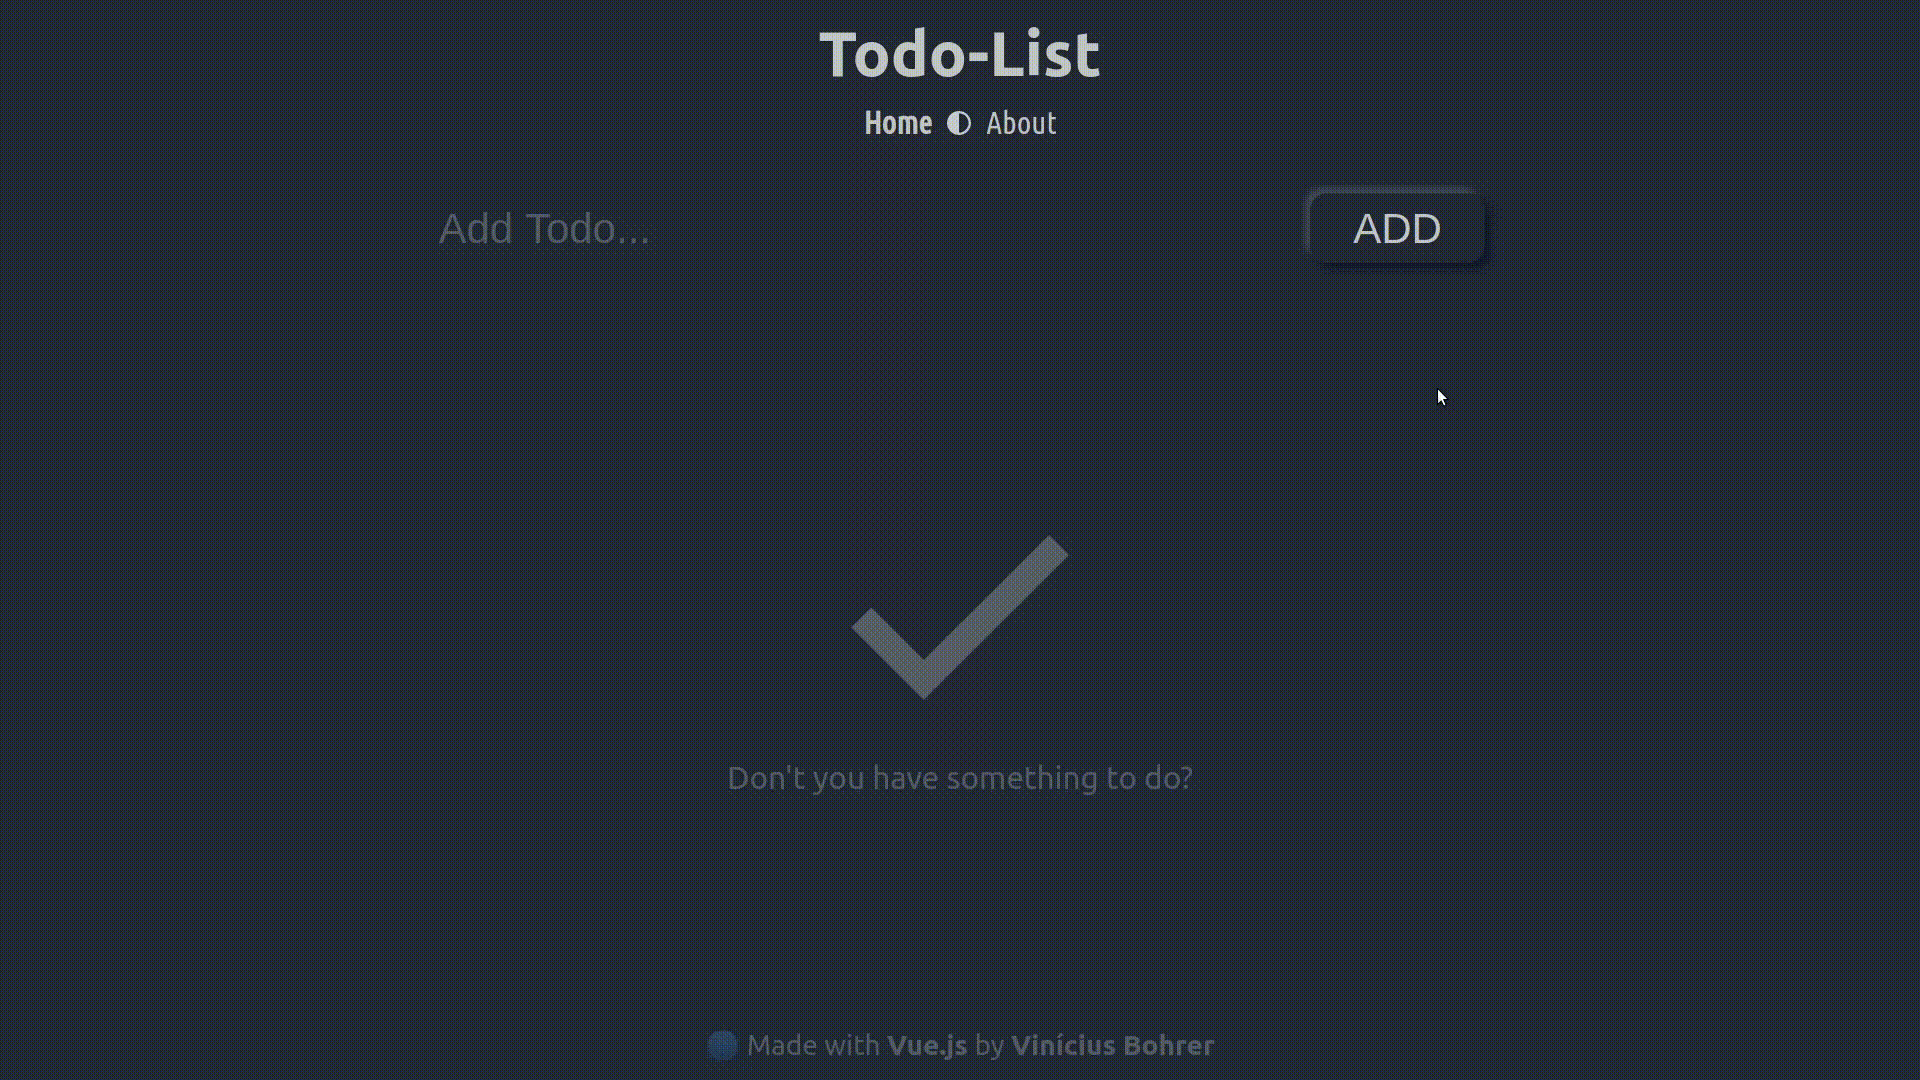 Todo-List
Home About
Add Todo... ADD
Don't you have something to do?
Made with Vue.js by Vinícius Bohrer